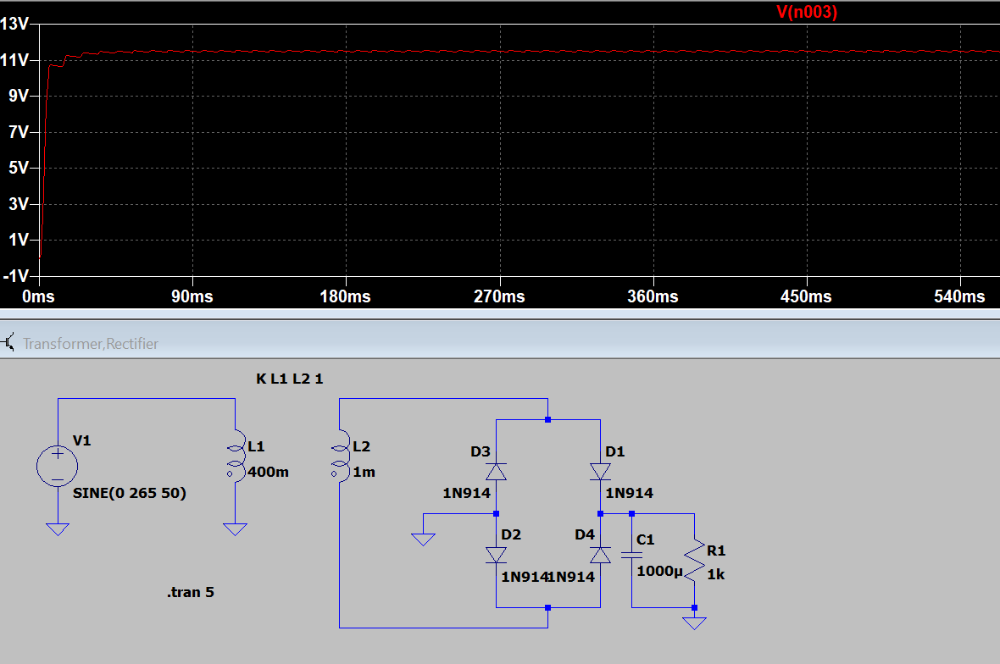 V(n003)
13V
11V
9V
7V
5V
3V
1V
-1V
0ms 90ms 180ms 270ms 360ms 450ms 540ms
Transformer,Rectifier
K L1 L2 1
V1
SINE(0 265 50)
L1
400m
L2
1m
D3
1N914
D1
1N914
D2
1N914
D4
1N914
C1
1000µ
R1
1k
.tran 5